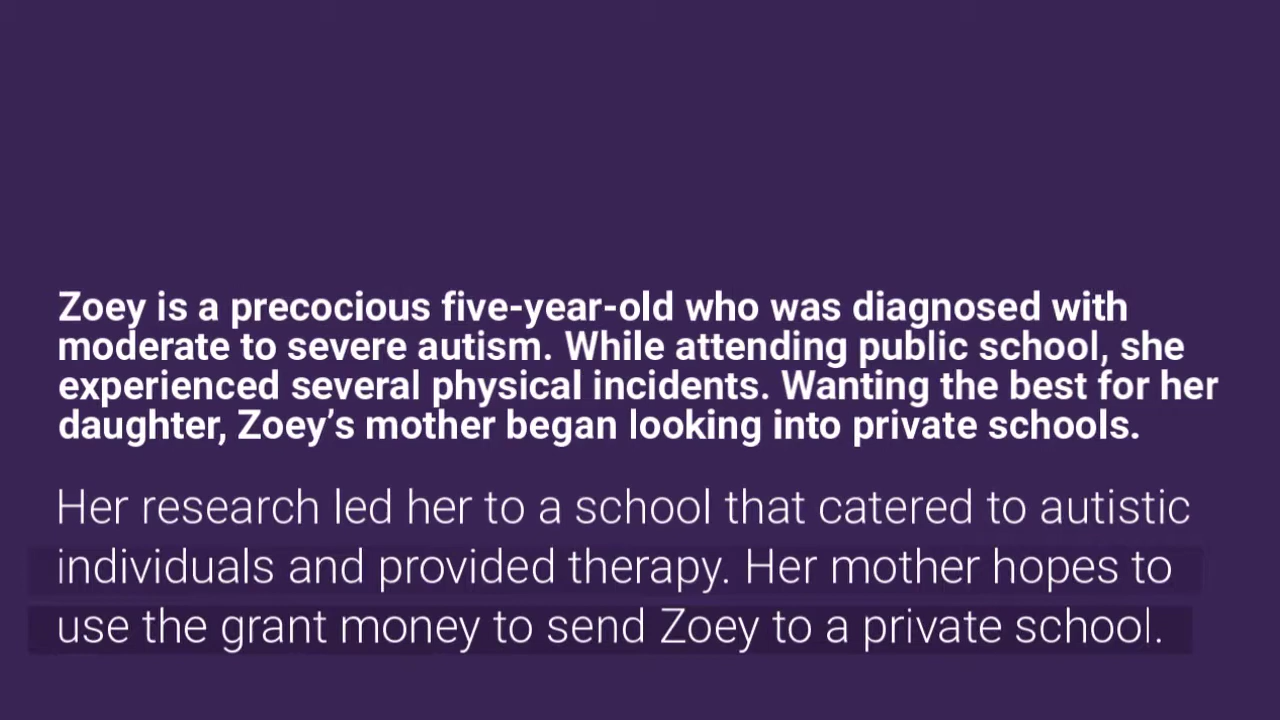 Zoey is a precocious five-year-old who was diagnosed with
moderate to severe autism. While attending public school, she
experienced several physical incidents. Wanting the best for her
daughter, Zoey’s mother began looking into private schools.
Her research led her to a school that catered to autistic
individuals and provided therapy. Her mother hopes to
use the grant money to send Zoey to a private school.